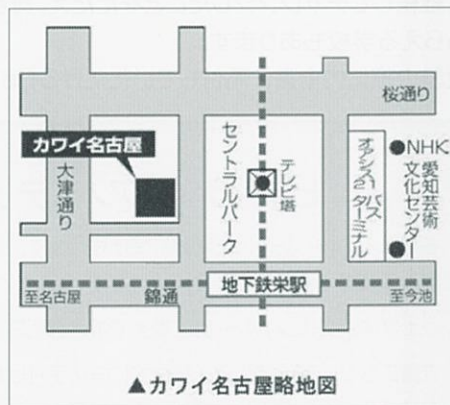 桜通り
カワイ名古屋
大津通り
セントラルパーク
テレビ塔
オアシス21
バスターミナル
NHK
愛知芸術
文化センター
地下鉄栄駅
至名古屋
錦通
至今池
▲カワイ名古屋略地図